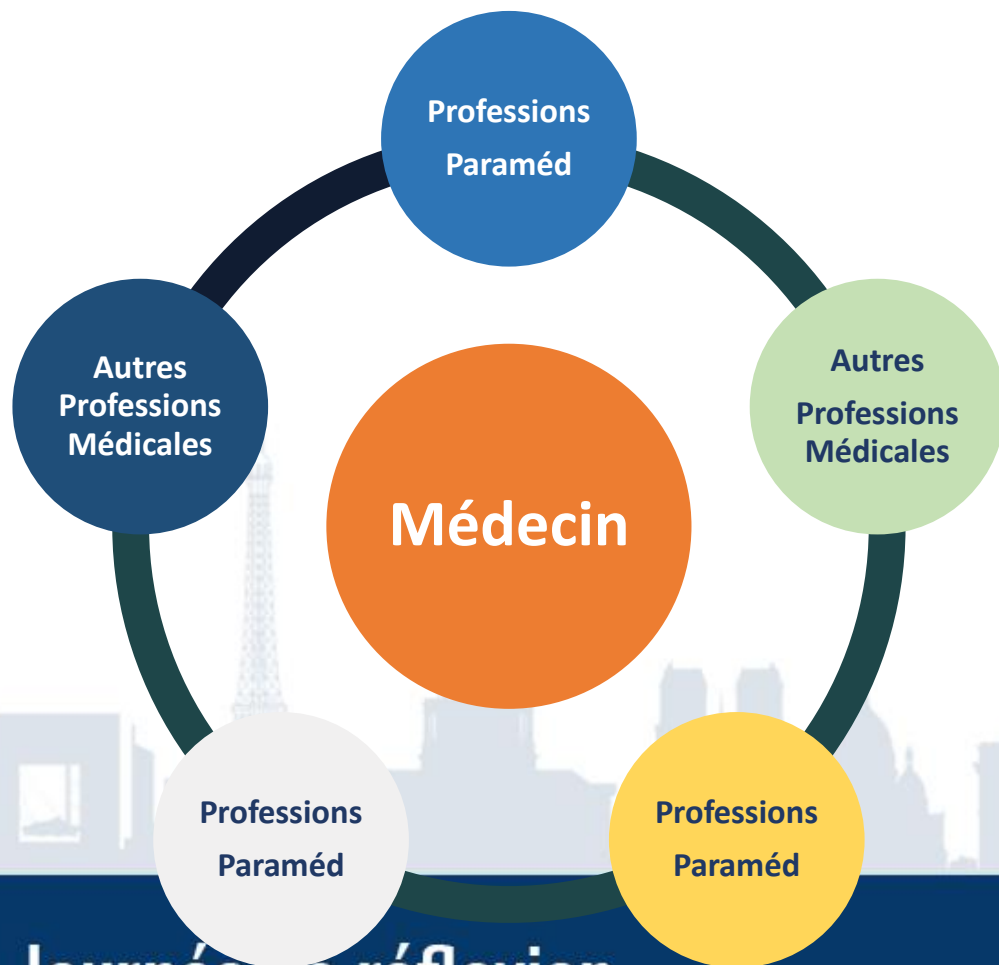 Professions
Paraméd
Autres
Professions
Médicales
Autres
Professions
Médicales
Médecin
Professions
Paraméd
Professions
Paraméd